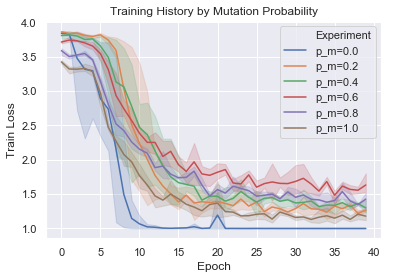 Training History by Mutation Probability
Experiment
p_m=0.0
p_m=0.2
p_m=0.4
p_m=0.6
p_m=0.8
p_m=1.0
Train Loss
4.0
3.5
3.0
2.5
2.0
1.5
1.0
0 5 10 15 20 25 30 35 40
Epoch